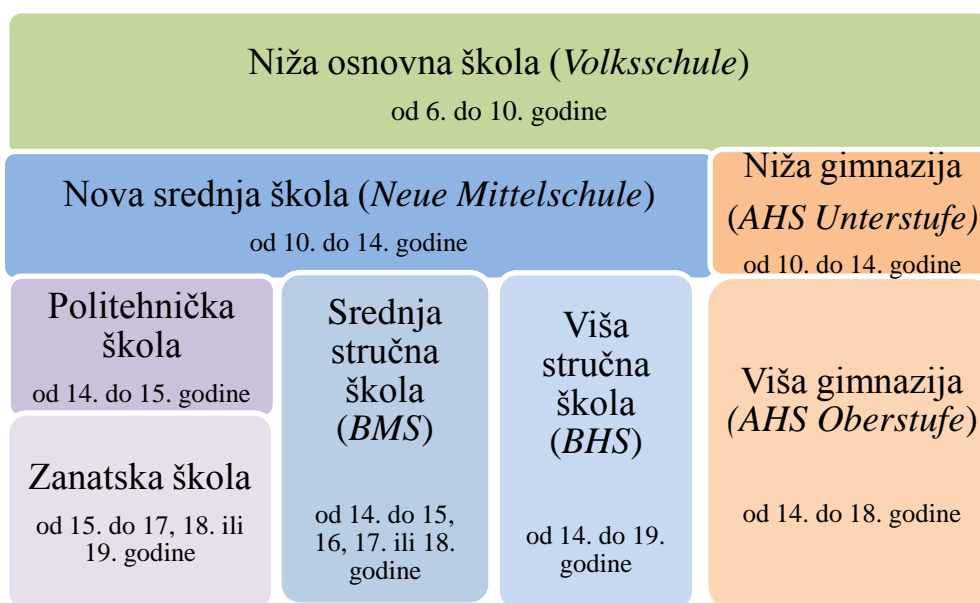 Niža osnovna škola (Volksschule)
od 6. do 10. godine
Nova srednja škola (Neue Mittelschule)
od 10. do 14. godine
Niža gimnazija
(AHS Unterstufe)
od 10. do 14. godine
Politehnička
škola
od 14. do 15. godine
Zanatska škola
od 15. do 17, 18. ili
19. godine
Srednja
stručna
škola
(BMS)
od 14. do 15,
16, 17. ili 18.
godine
Viša
stručna
škola
(BHS)
od 14. do 19.
godine
Viša gimnazija
(AHS Oberstufe)
od 14. do 18. godine